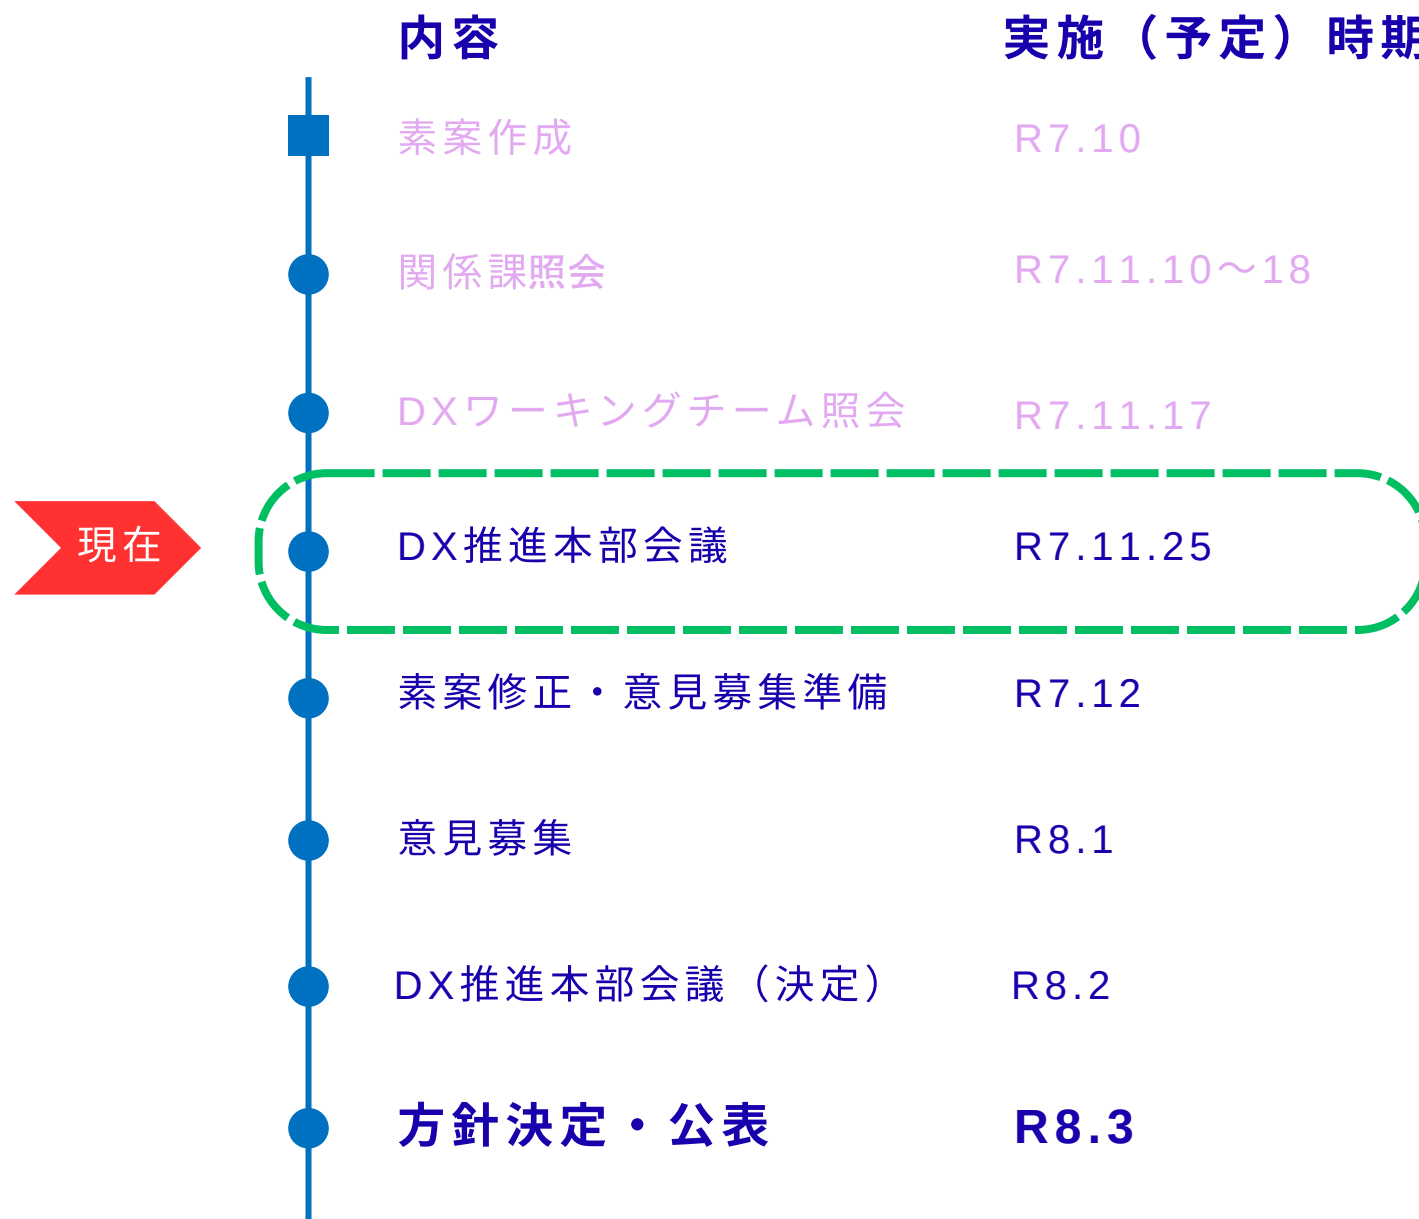 内容 実施（予定）時期
素案作成 R7.10
関係課照会 R7.11.10～18
DXワーキングチーム照会 R7.11.17
現在 DX推進本部会議 R7.11.25
素案修正・意見募集準備 R7.12
意見募集 R8.1
DX推進本部会議（決定） R8.2
方針決定・公表 R8.3